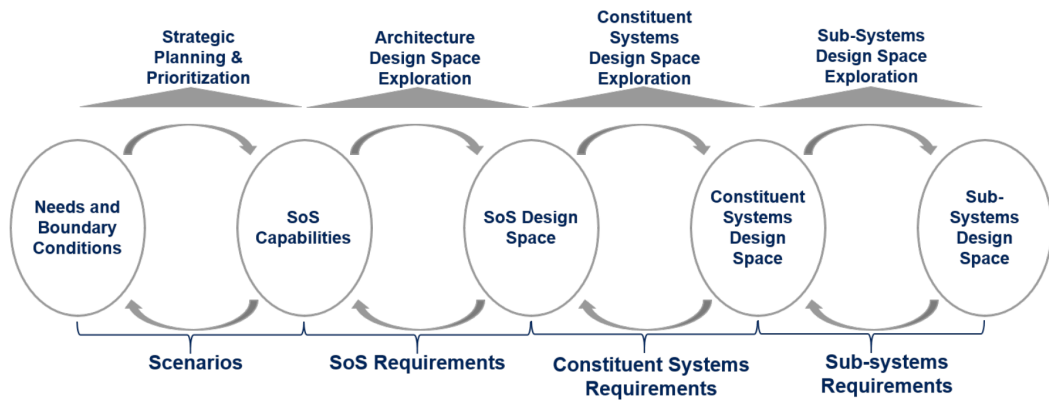 Strategic
Planning &
Prioritization
Architecture
Design Space
Exploration
Constituent
Systems
Design Space
Exploration
Sub-Systems
Design Space
Exploration
Needs and
Boundary
Conditions
SoS
Capabilities
SoS Design
Space
Constituent
Systems
Design
Space
Sub-
Systems
Design
Space
Scenarios
SoS Requirements
Constituent Systems
Requirements
Sub-systems
Requirements